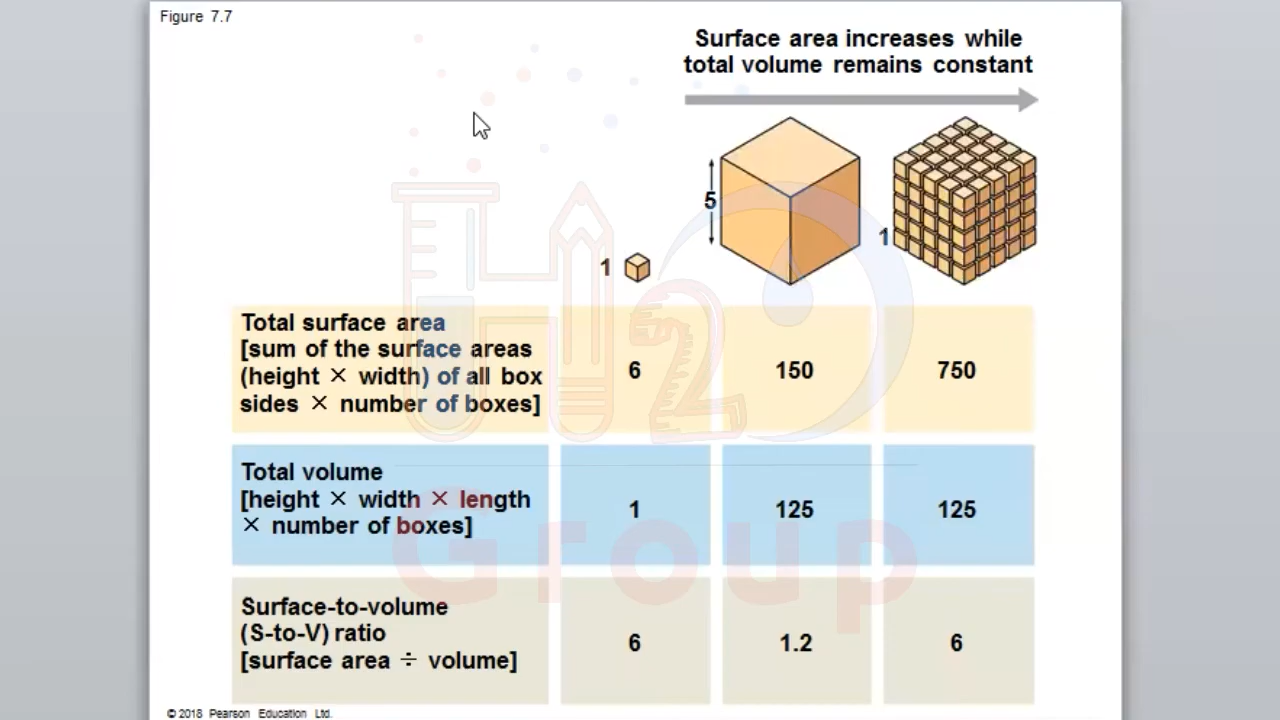 Figure 7.7
Surface area increases while
total volume remains constant
5
1
1
Total surface area
[sum of the surface areas
(height × width) of all box
sides × number of boxes]
6
150
750
Total volume
[height × width × length
× number of boxes]
1
125
125
Surface-to-volume
(S-to-V) ratio
[surface area ÷ volume]
6
1.2
6
H2O
Group
© 2018 Pearson Education Ltd.